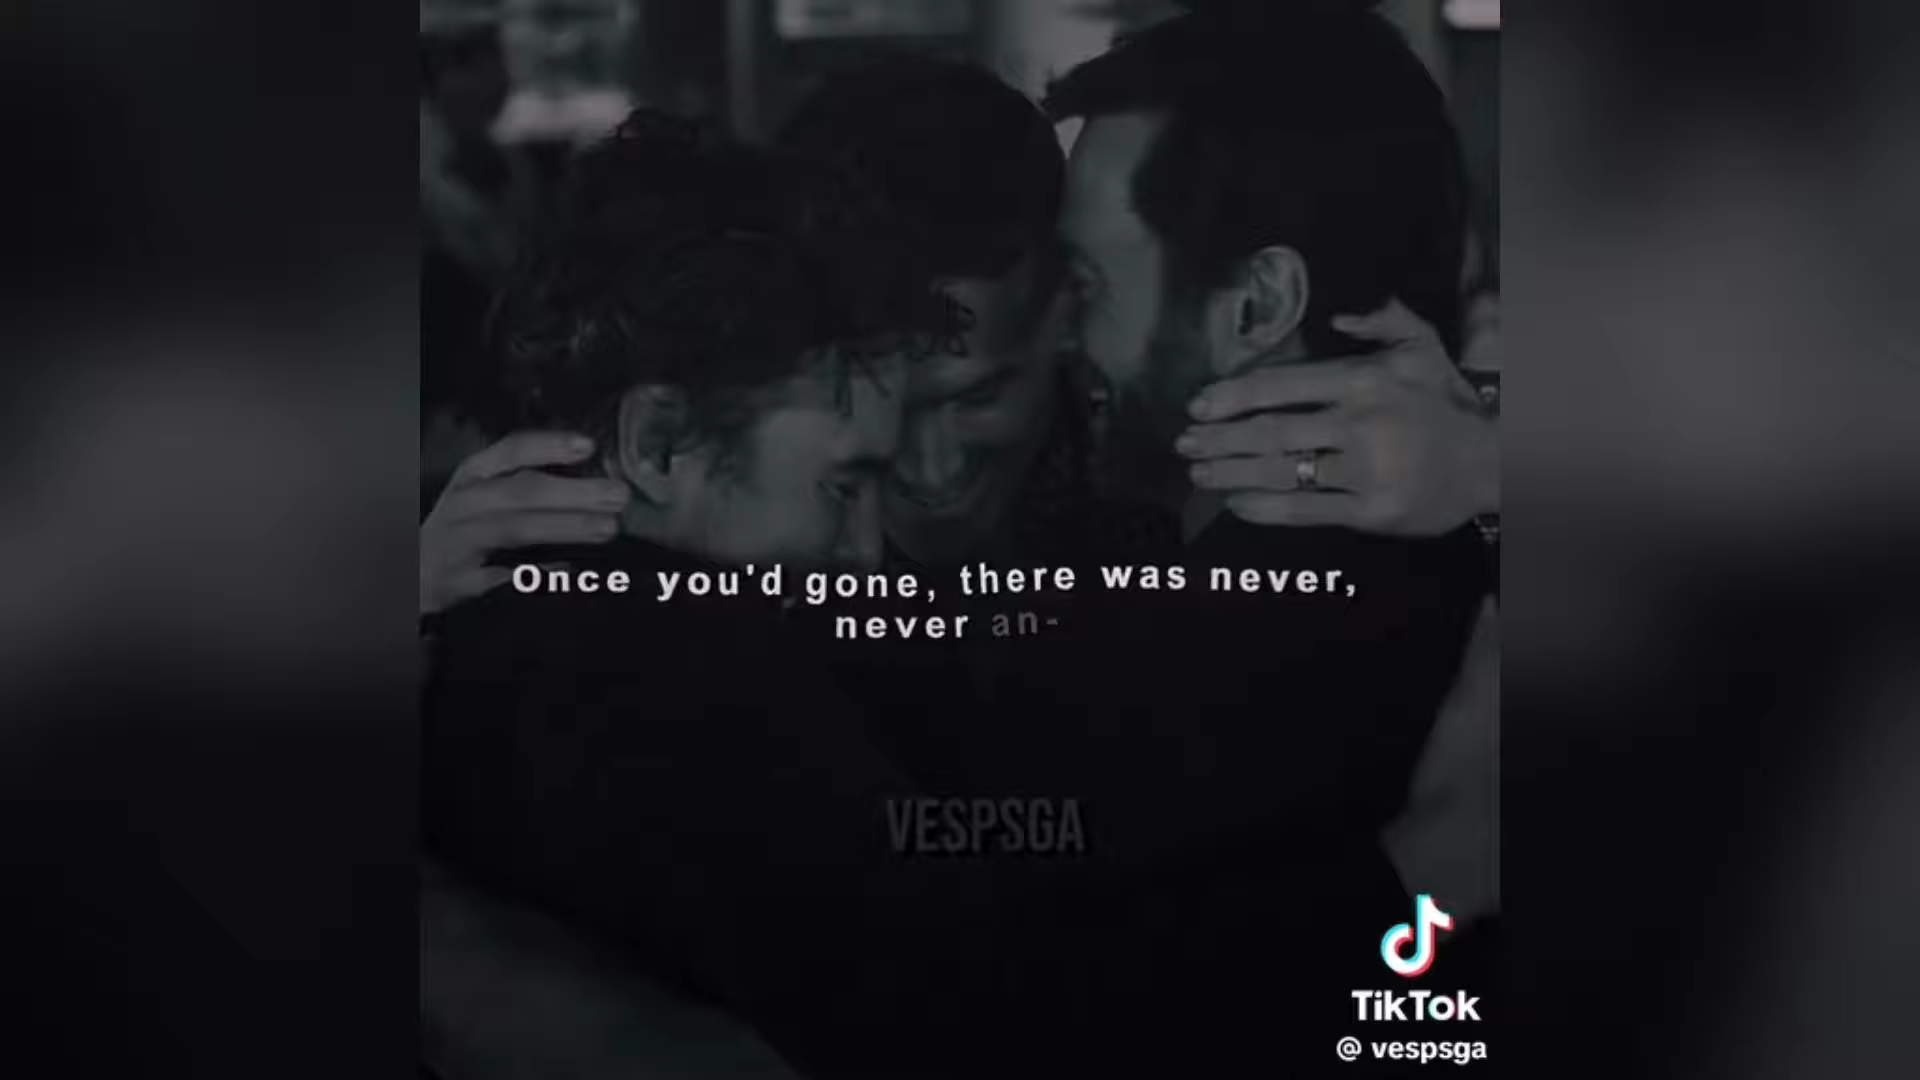 Once you'd gone, there was never,
never an-
VESPSGA
TikTok
@ vespsga